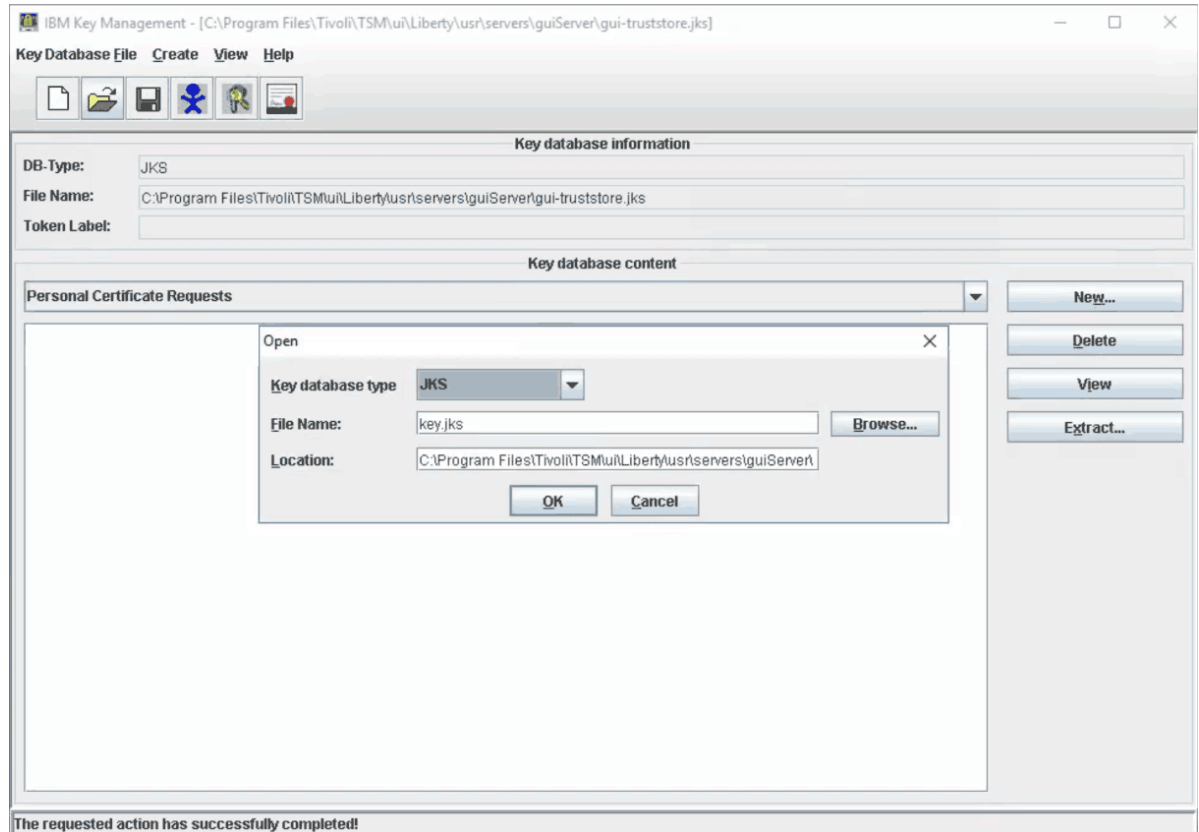 IBM Key Management - [C:\Program Files\Tivoli\TSM\ui\Liberty\usr\servers\guiServer\gui-truststore.jks]
Key Database File Create View Help
Key database information
DB-Type: JKS
File Name: C:\Program Files\Tivoli\TSM\ui\Liberty\usr\servers\guiServer\gui-truststore.jks
Token Label:
Key database content
Personal Certificate Requests New...
Open Delete
Key database type JKS View
File Name: key.jks Browse... Extract...
Location: C:\Program Files\Tivoli\TSM\ui\Liberty\usr\servers\guiServer\
OK Cancel
The requested action has successfully completed!